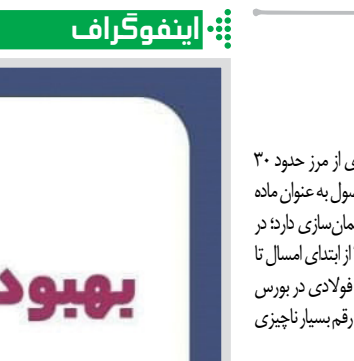 اینفوگراف
ی از مرز حدود ۳۰
سول به عنوان ماده
مان‌سازی دارد؛ در
از ابتدای امسال تا
فولادی در بورس
رقم بسیار ناچیزی
بهبود